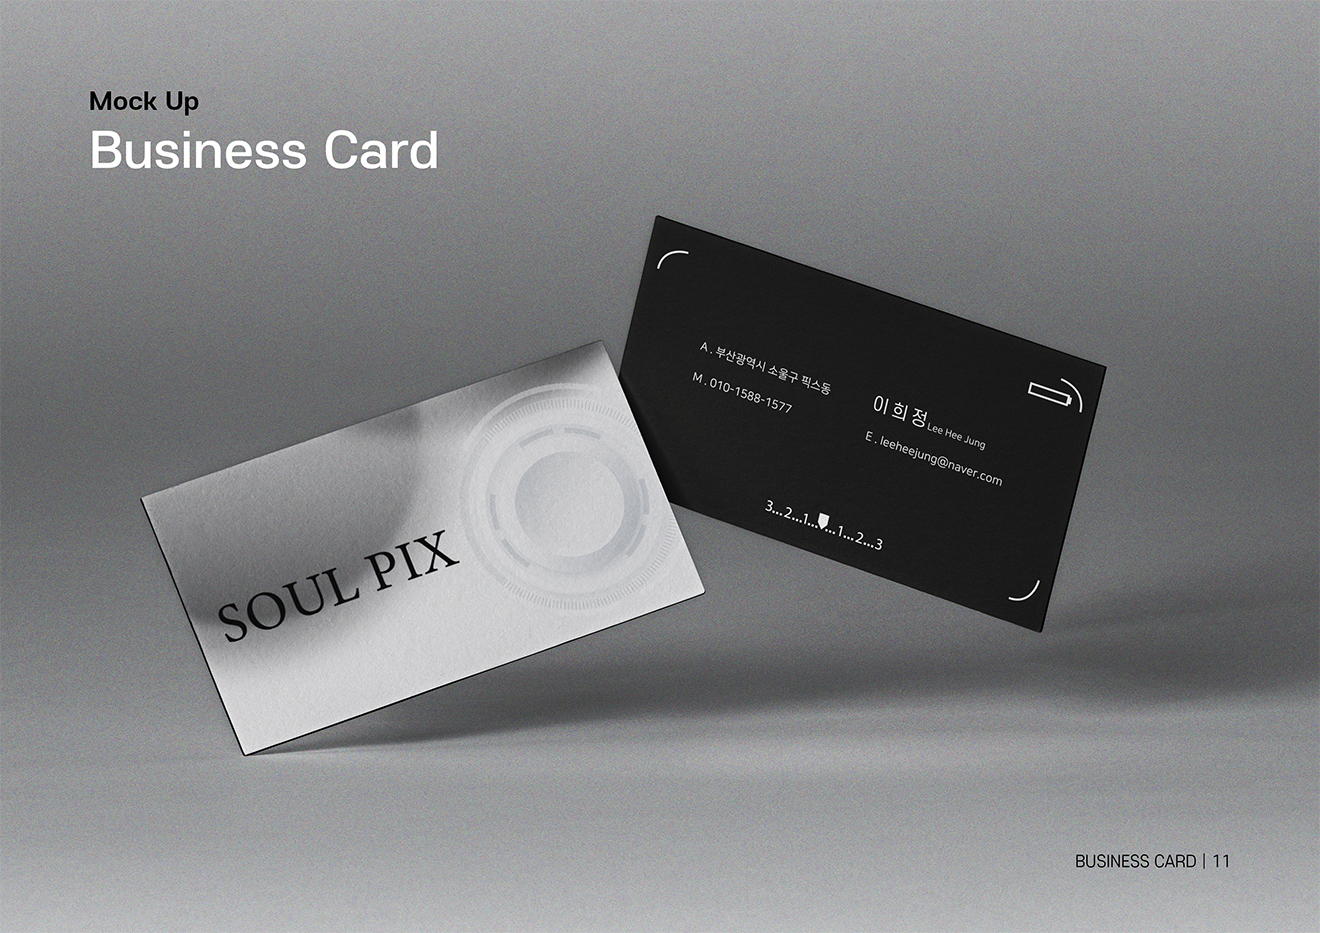 Mock Up
Business Card
SOUL PIX
A . 부산광역시 소울구 픽스동
M . 010-1588-1577
이 희 정 Lee Hee Jung
E . leeheejung@naver.com
3...2...1......1...2...3
BUSINESS CARD | 11